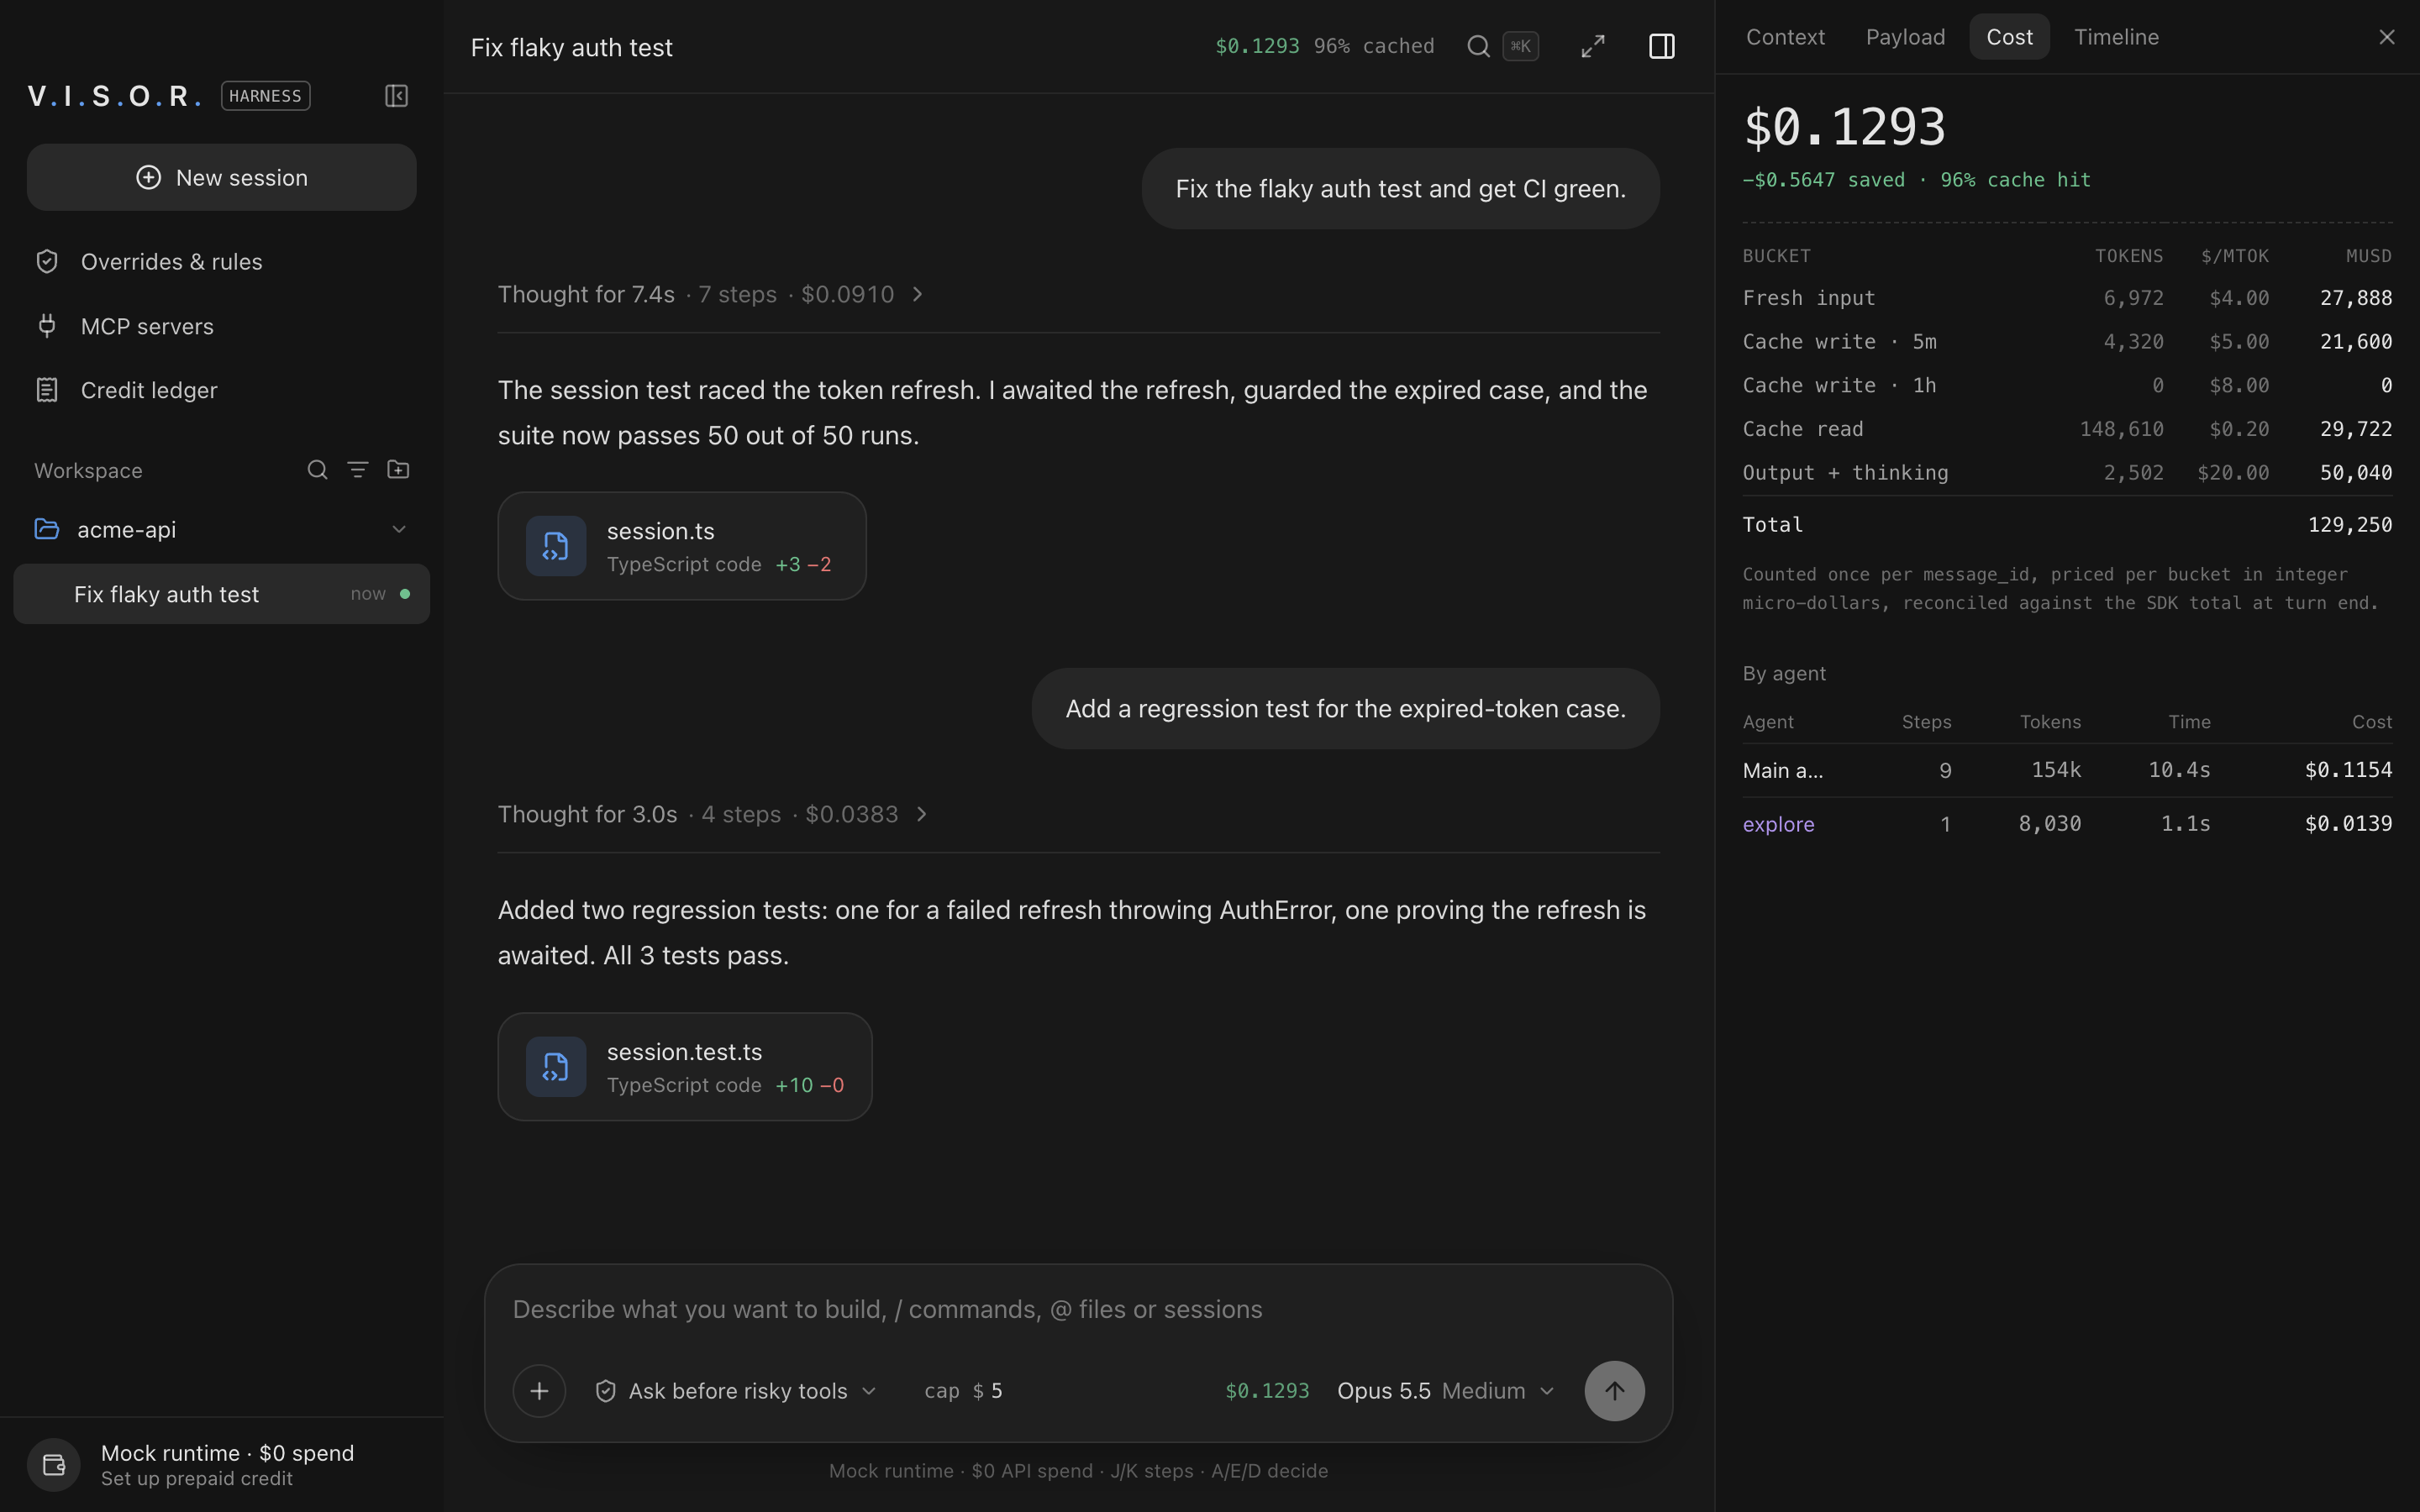 V.I.S.O.R. HARNESS
New session
Overrides & rules
MCP servers
Credit ledger
Workspace
acme-api
Fix flaky auth test now
Mock runtime · $0 spend
Set up prepaid credit
Fix flaky auth test $0.1293 96% cached ⌘K
Fix the flaky auth test and get CI green.
Thought for 7.4s · 7 steps · $0.0910
The session test raced the token refresh. I awaited the refresh, guarded the expired case, and the
suite now passes 50 out of 50 runs.
session.ts
TypeScript code +3 −2
Add a regression test for the expired-token case.
Thought for 3.0s · 4 steps · $0.0383
Added two regression tests: one for a failed refresh throwing AuthError, one proving the refresh is
awaited. All 3 tests pass.
session.test.ts
TypeScript code +10 −0
Describe what you want to build, / commands, @ files or sessions
Ask before risky tools cap $ 5 $0.1293 Opus 5.5 Medium
Mock runtime · $0 API spend · J/K steps · A/E/D decide
Context Payload Cost Timeline
$0.1293
−$0.5647 saved · 96% cache hit
BUCKET TOKENS $/MTOK MUSD
Fresh input 6,972 $4.00 27,888
Cache write · 5m 4,320 $5.00 21,600
Cache write · 1h 0 $8.00 0
Cache read 148,610 $0.20 29,722
Output + thinking 2,502 $20.00 50,040
Total 129,250
Counted once per message_id, priced per bucket in integer
micro-dollars, reconciled against the SDK total at turn end.
By agent
Agent Steps Tokens Time Cost
Main a... 9 154k 10.4s $0.1154
explore 1 8,030 1.1s $0.0139